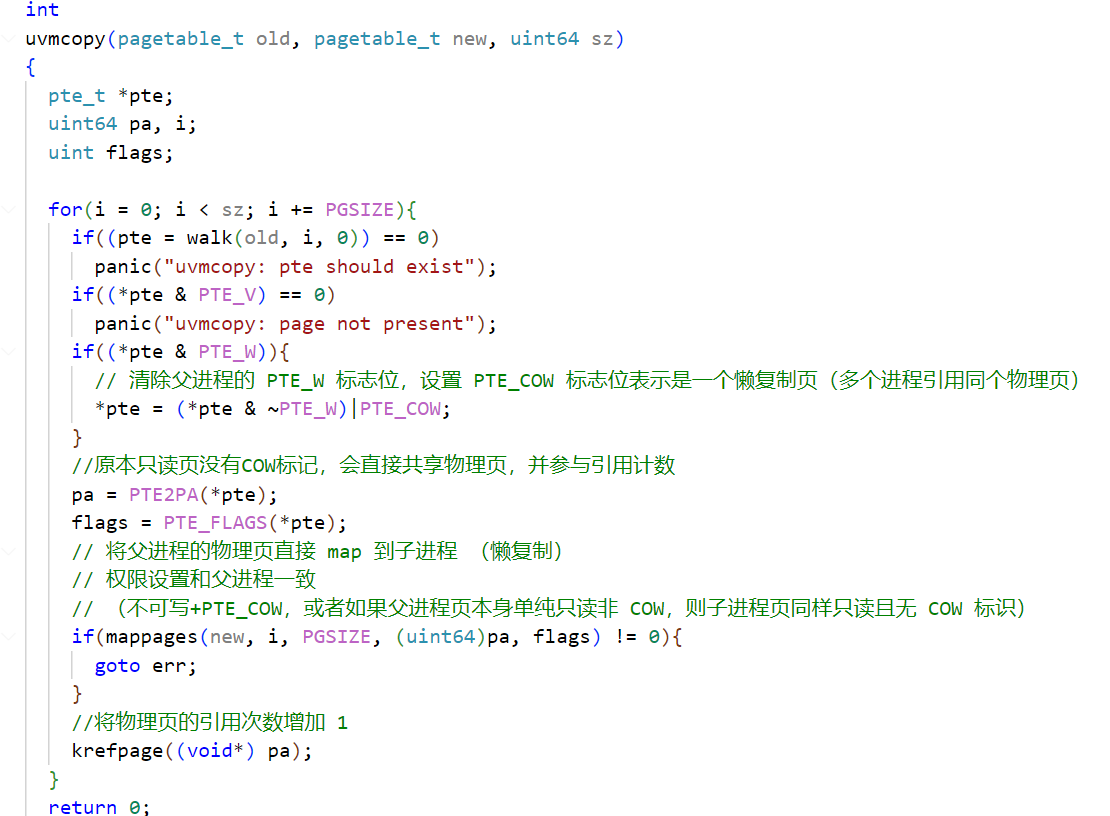 int
uvmcopy(pagetable_t old, pagetable_t new, uint64 sz)
{
  pte_t *pte;
  uint64 pa, i;
  uint flags;

  for(i = 0; i < sz; i += PGSIZE){
    if((pte = walk(old, i, 0)) == 0)
      panic("uvmcopy: pte should exist");
    if((*pte & PTE_V) == 0)
      panic("uvmcopy: page not present");
    if((*pte & PTE_W)){
      // 清除父进程的 PTE_W 标志位，设置 PTE_COW 标志位表示是一个懒复制页（多个进程引用同个物理页）
      *pte = (*pte & ~PTE_W)|PTE_COW;
    }
    //原本只读页没有COW标记，会直接共享物理页，并参与引用计数
    pa = PTE2PA(*pte);
    flags = PTE_FLAGS(*pte);
    // 将父进程的物理页直接 map 到子进程 （懒复制）
    // 权限设置和父进程一致
    // （不可写+PTE_COW，或者如果父进程页本身单纯只读非 COW，则子进程页同样只读且无 COW 标识）
    if(mappages(new, i, PGSIZE, (uint64)pa, flags) != 0){
      goto err;
    }
    //将物理页的引用次数增加 1
    krefpage((void*) pa);
  }
  return 0;